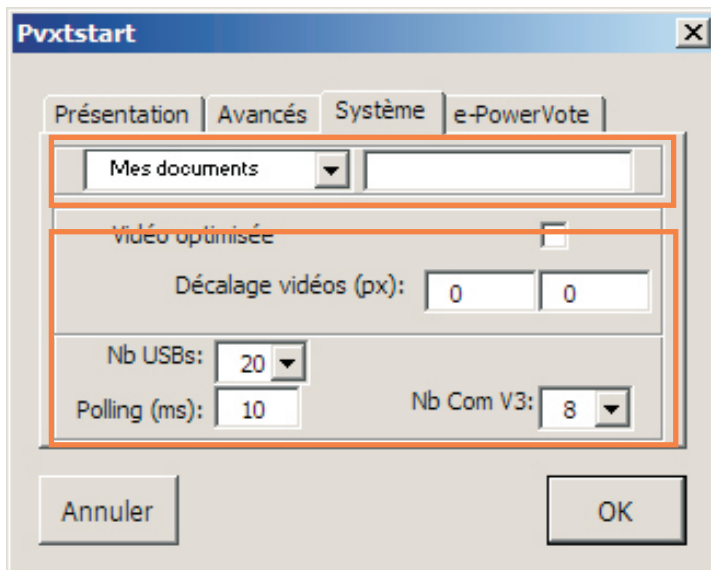 Pvxtstart
Présentation Avancés Système e-PowerVote
Mes documents
Vidéo optimisée
Décalage vidéos (px): 0 0
Nb USBs: 20
Polling (ms): 10 Nb Com V3: 8
Annuler OK